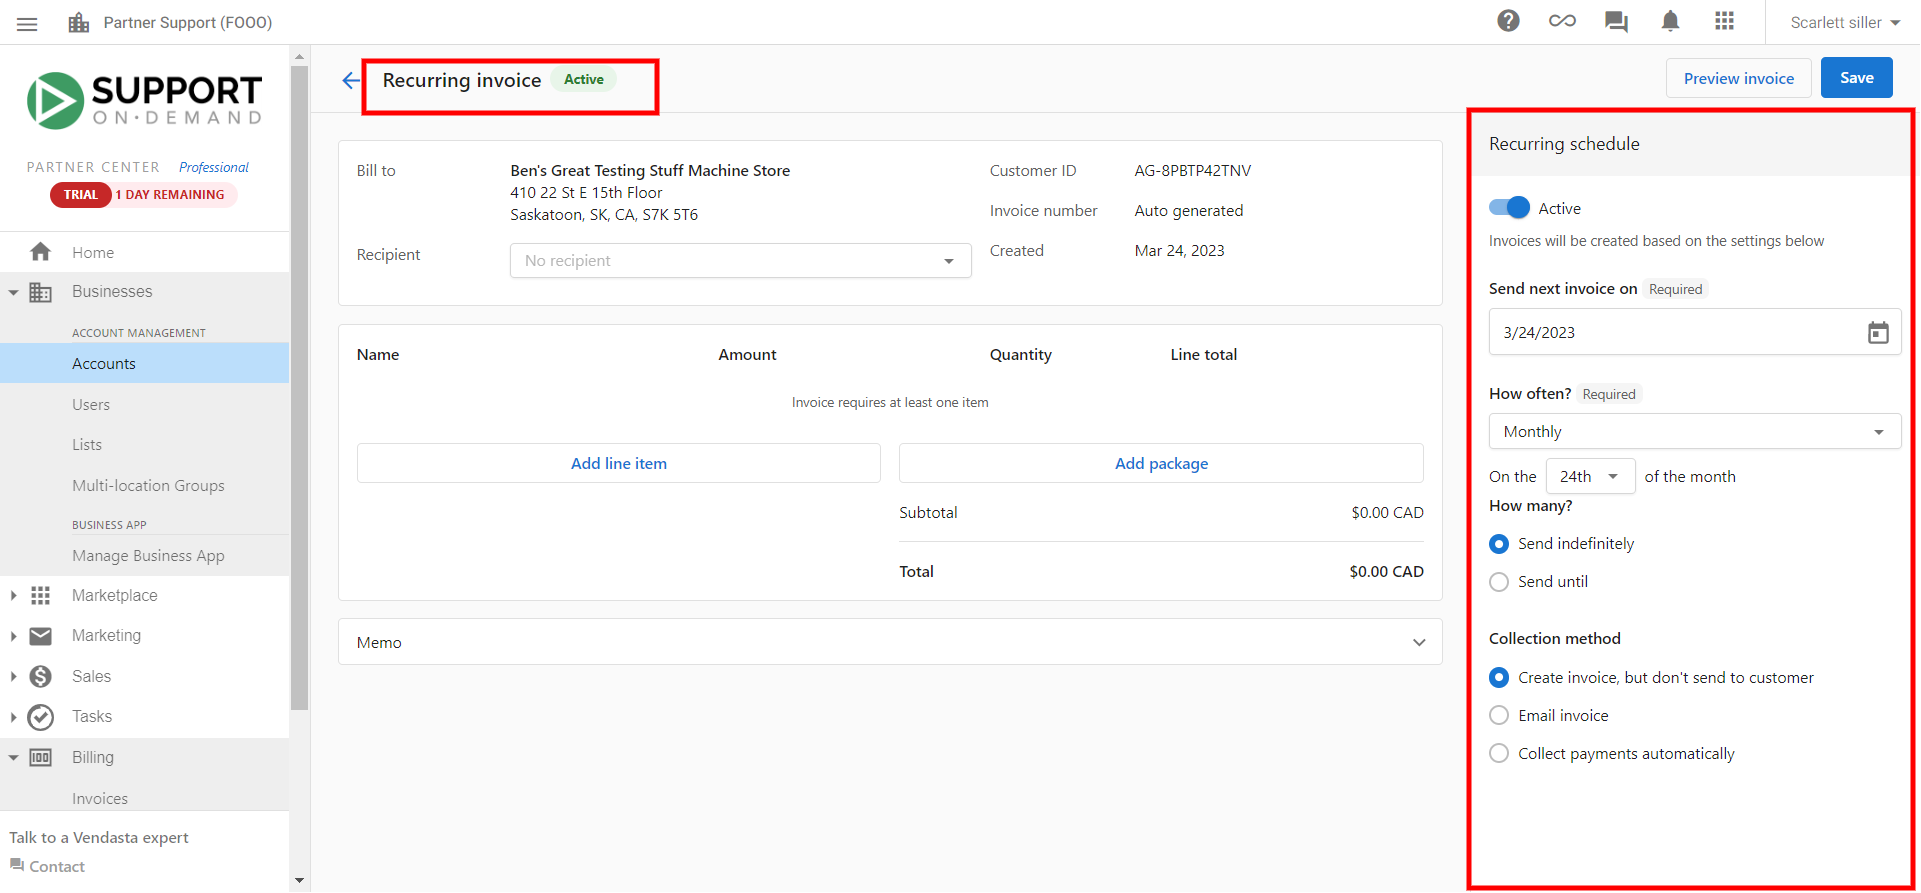 Partner Support (FOOO)
Scarlett siller
SUPPORT
ON·DEMAND
PARTNER CENTER Professional
TRIAL 1 DAY REMAINING
Home
Businesses
ACCOUNT MANAGEMENT
Accounts
Users
Lists
Multi-location Groups
BUSINESS APP
Manage Business App
Marketplace
Marketing
Sales
Tasks
Billing
Invoices
Talk to a Vendasta expert
Contact
Recurring invoice Active
Preview invoice
Save
Bill to
Ben's Great Testing Stuff Machine Store
410 22 St E 15th Floor
Saskatoon, SK, CA, S7K 5T6
Recipient
No recipient
Customer ID AG-8PBTP42TNV
Invoice number Auto generated
Created Mar 24, 2023
Name Amount Quantity Line total
Invoice requires at least one item
Add line item
Add package
Subtotal $0.00 CAD
Total $0.00 CAD
Memo
Recurring schedule
Active
Invoices will be created based on the settings below
Send next invoice on Required
3/24/2023
How often? Required
Monthly
On the 24th of the month
How many?
Send indefinitely
Send until
Collection method
Create invoice, but don't send to customer
Email invoice
Collect payments automatically